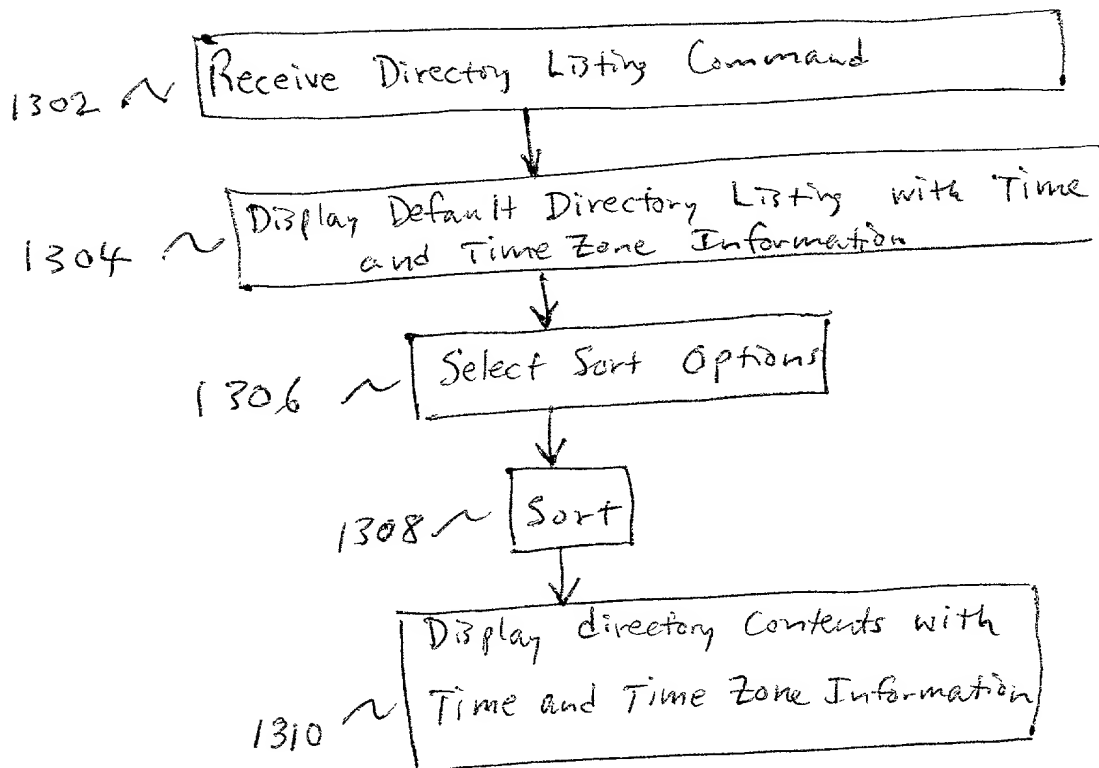 1302 Receive Directory Listing Command
1304 Display Default Directory Listing with Time
and Time Zone Information
1306 Select Sort Options
1308 Sort
Display directory Contents with
1310 Time and Time Zone Information